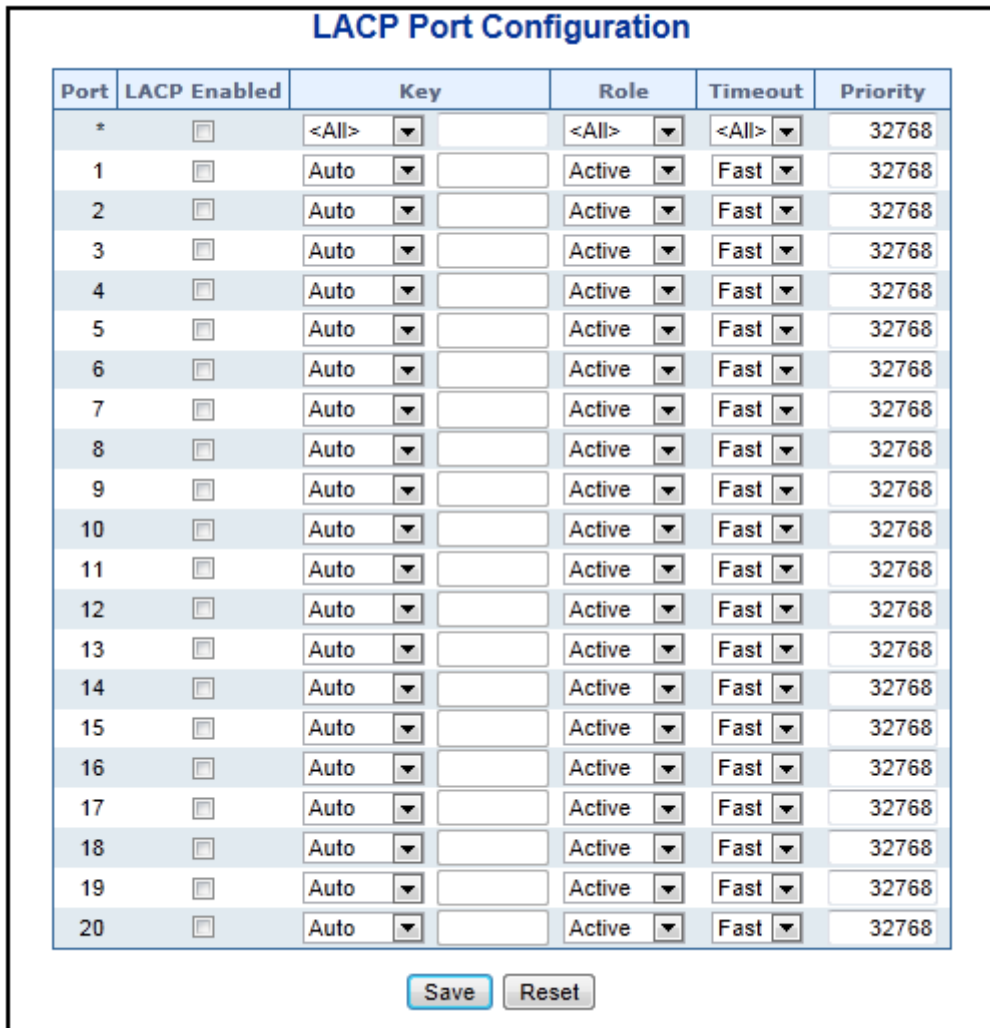 LACP Port Configuration
Port LACP Enabled Key Role Timeout Priority
* <All> <All> <All> 32768
1 Auto Active Fast 32768
2 Auto Active Fast 32768
3 Auto Active Fast 32768
4 Auto Active Fast 32768
5 Auto Active Fast 32768
6 Auto Active Fast 32768
7 Auto Active Fast 32768
8 Auto Active Fast 32768
9 Auto Active Fast 32768
10 Auto Active Fast 32768
11 Auto Active Fast 32768
12 Auto Active Fast 32768
13 Auto Active Fast 32768
14 Auto Active Fast 32768
15 Auto Active Fast 32768
16 Auto Active Fast 32768
17 Auto Active Fast 32768
18 Auto Active Fast 32768
19 Auto Active Fast 32768
20 Auto Active Fast 32768
Save Reset